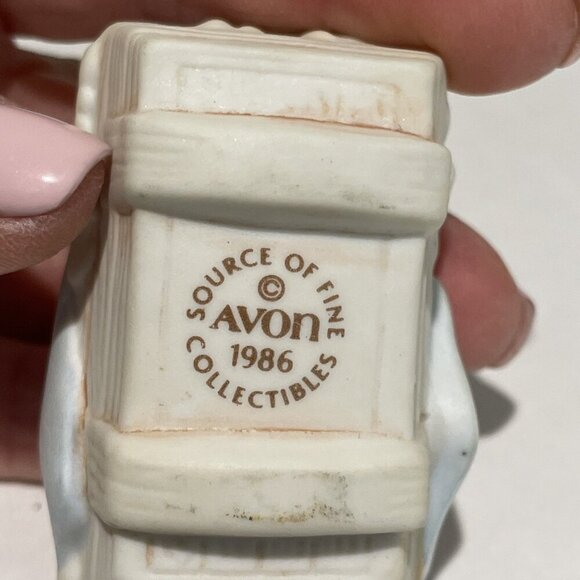 SOURCE OF FINE
©
AVON
1986
COLLECTIBLES